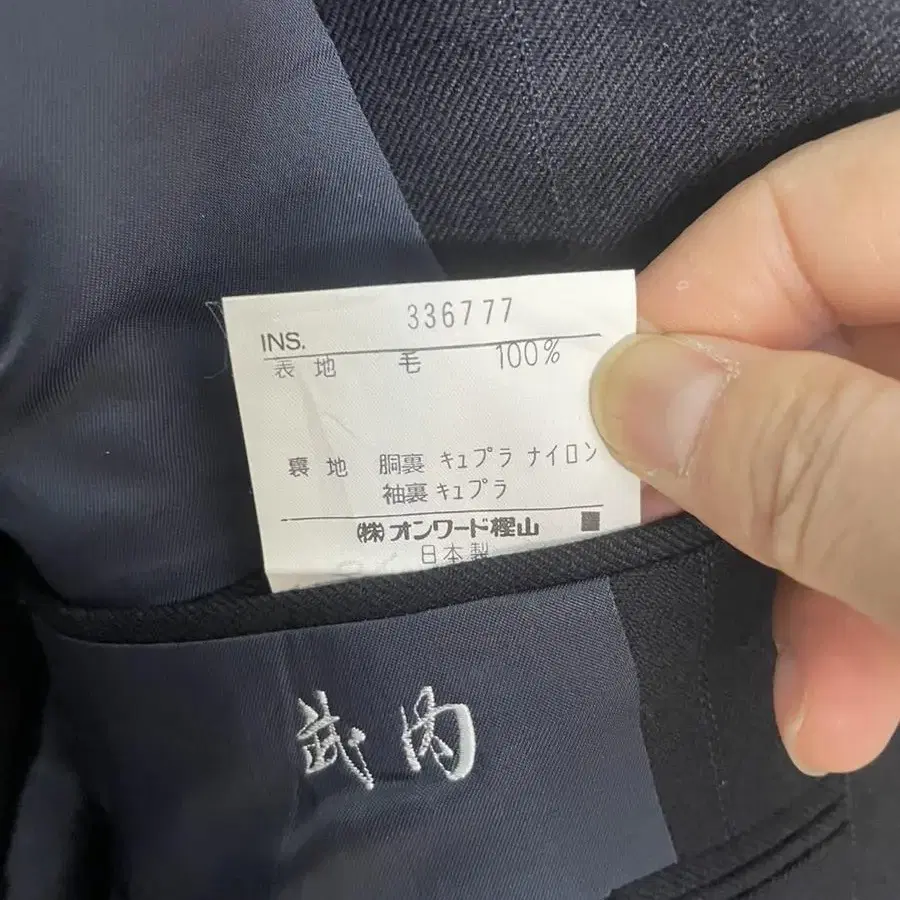 336777
INS.
表地 毛 100%
裏地 胴裏 キュプラ ナイロン
袖裏 キュプラ
(株)オンワード樫山
日本製
武内